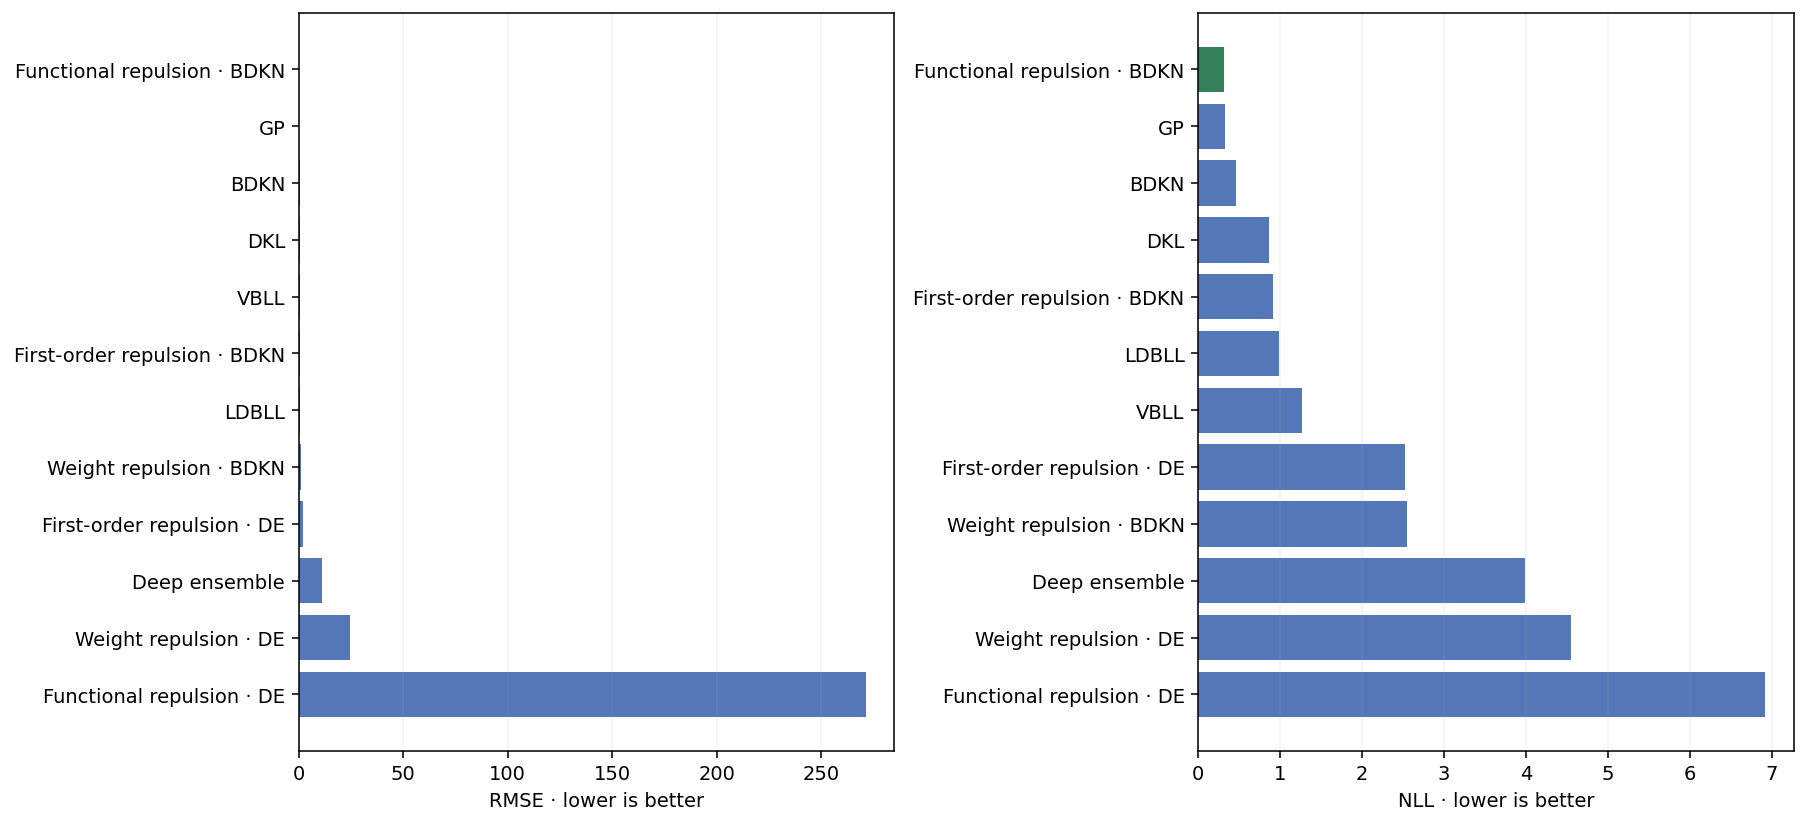 Functional repulsion · BDKN
GP
BDKN
DKL
VBLL
First-order repulsion · BDKN
LDBLL
Weight repulsion · BDKN
First-order repulsion · DE
Deep ensemble
Weight repulsion · DE
Functional repulsion · DE
0 50 100 150 200 250
RMSE · lower is better
Functional repulsion · BDKN
GP
BDKN
DKL
First-order repulsion · BDKN
LDBLL
VBLL
First-order repulsion · DE
Weight repulsion · BDKN
Deep ensemble
Weight repulsion · DE
Functional repulsion · DE
0 1 2 3 4 5 6 7
NLL · lower is better